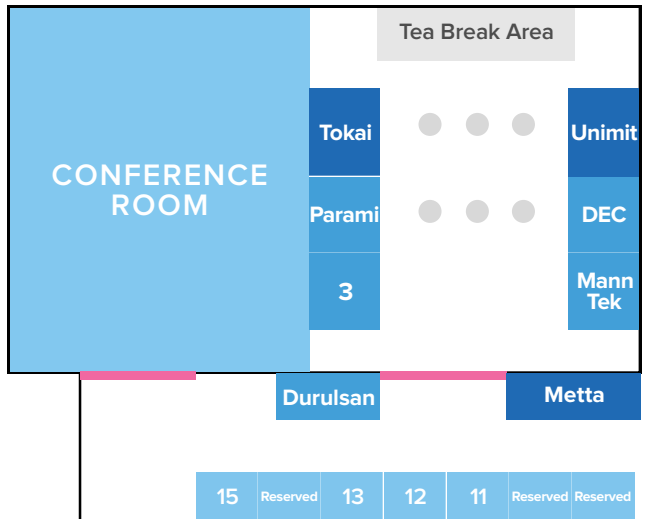 Tea Break Area
Tokai
Unimit
CONFERENCE
ROOM
Parami
DEC
3
Mann
Tek
Durulsan
Metta
15
Reserved
13
12
11
Reserved
Reserved